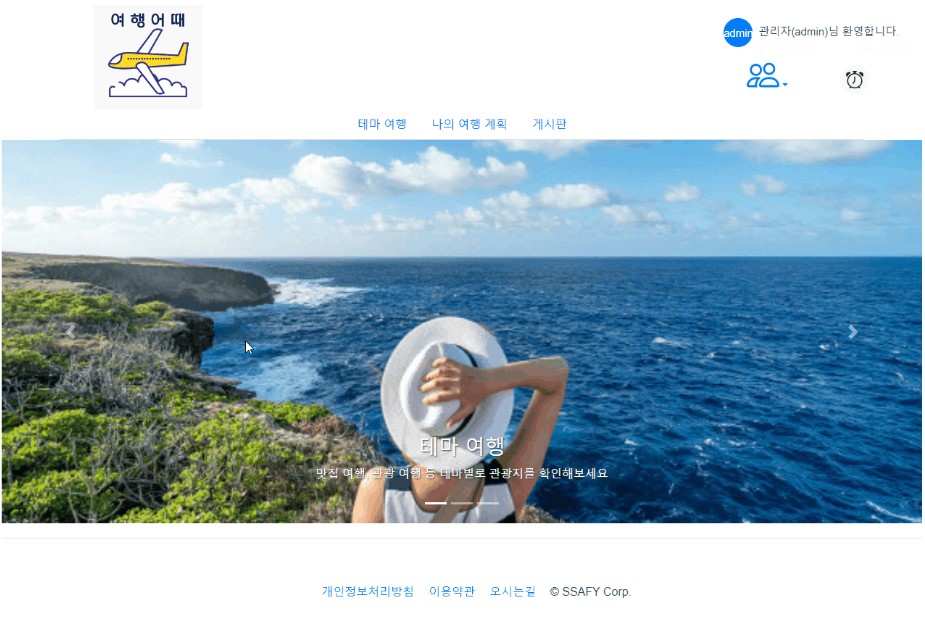 여행어때
admin 관리자(admin)님 환영합니다.
테마 여행 나의 여행 계획 게시판
테마 여행
맛집 여행, 관광 여행 등 테마별로 관광지를 확인해보세요
개인정보처리방침 이용약관 오시는길 © SSAFY Corp.